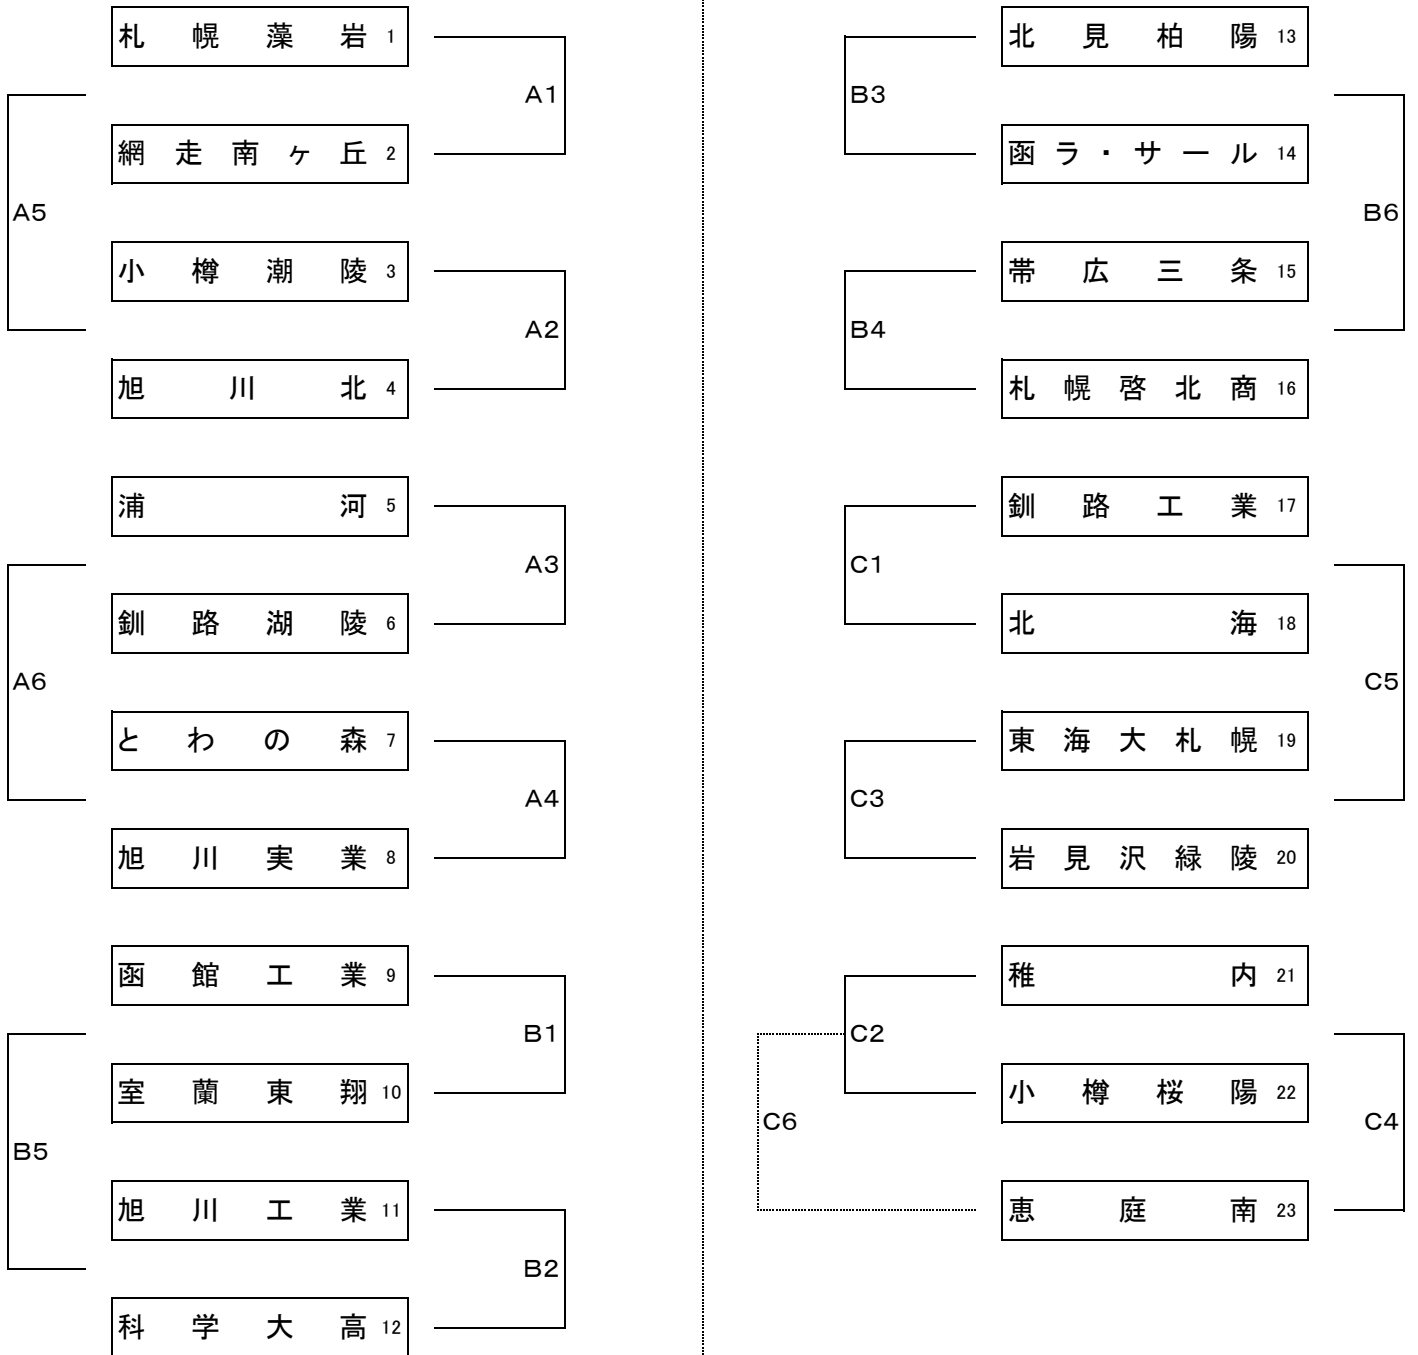 札幌藻岩 1
A1
網走南ヶ丘 2
A5
小樽潮陵 3
A2
旭川北 4
浦河 5
A3
釧路湖陵 6
A6
とわの森 7
A4
旭川実業 8
函館工業 9
B1
室蘭東翔 10
B5
旭川工業 11
B2
科学大高 12
北見柏陽 13
B3
函ラ・サール 14
B6
帯広三条 15
B4
札幌啓北商 16
釧路工業 17
C1
北海 18
C5
東海大札幌 19
C3
岩見沢緑陵 20
稚内 21
C2
小樽桜陽 22
C6
C4
恵庭南 23